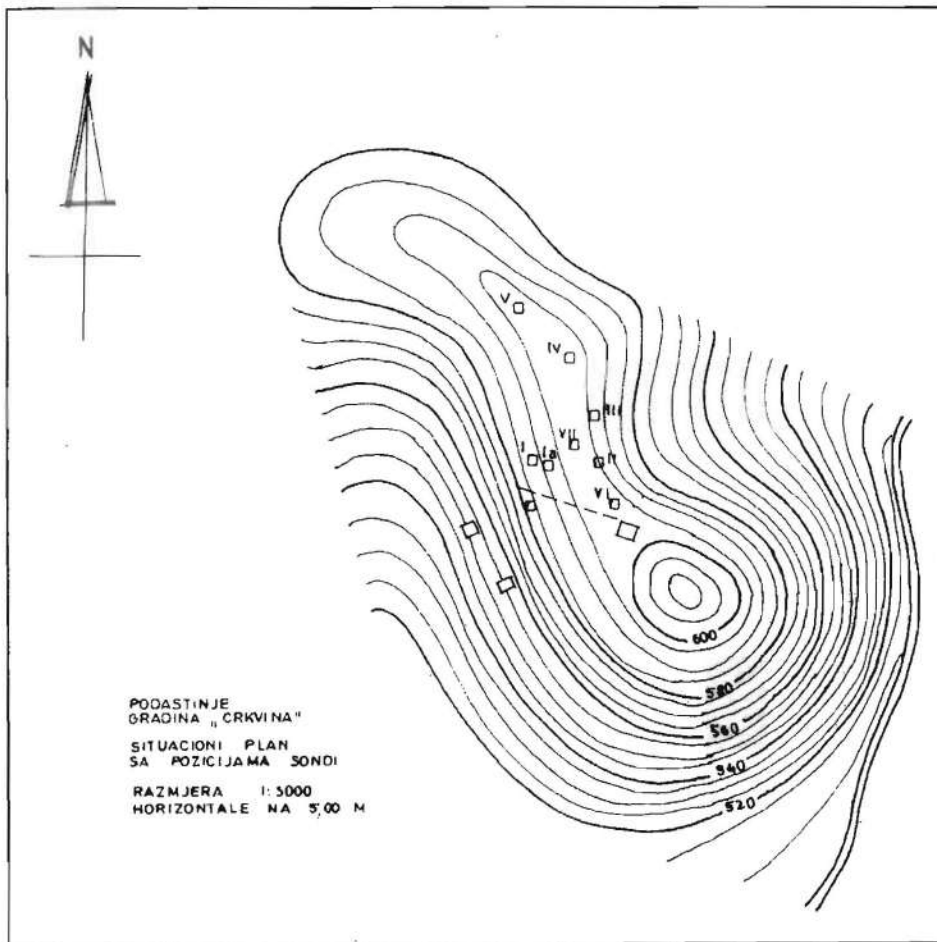 N
V
IV
III
VII
I
Ia
II
VI
600
580
560
540
520
PODASTINJE
GRADINA „CRKVINA"
SITUACIONI PLAN
SA POZICIJAMA SONDI
RAZMJERA 1:5000
HORIZONTALE NA 5,00 M